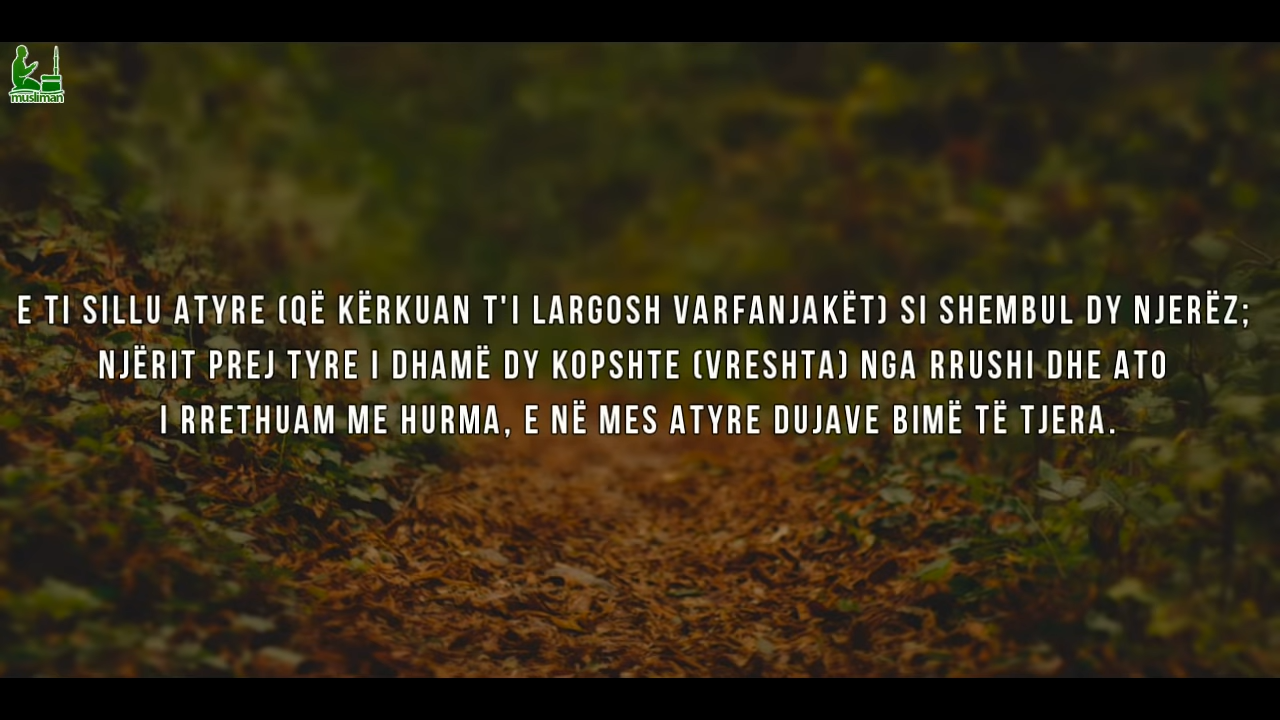 musliman
E TI SILLU ATYRE (QË KËRKUAN T'I LARGOSH VARFANJAKËT) SI SHEMBUL DY NJERËZ;
NJËRIT PREJ TYRE I DHAMË DY KOPSHTE (VRESHTA) NGA RRUSHI DHE ATO
I RRETHUAM ME HURMA, E NË MES ATYRE DUJAVE BIMË TË TJERA.